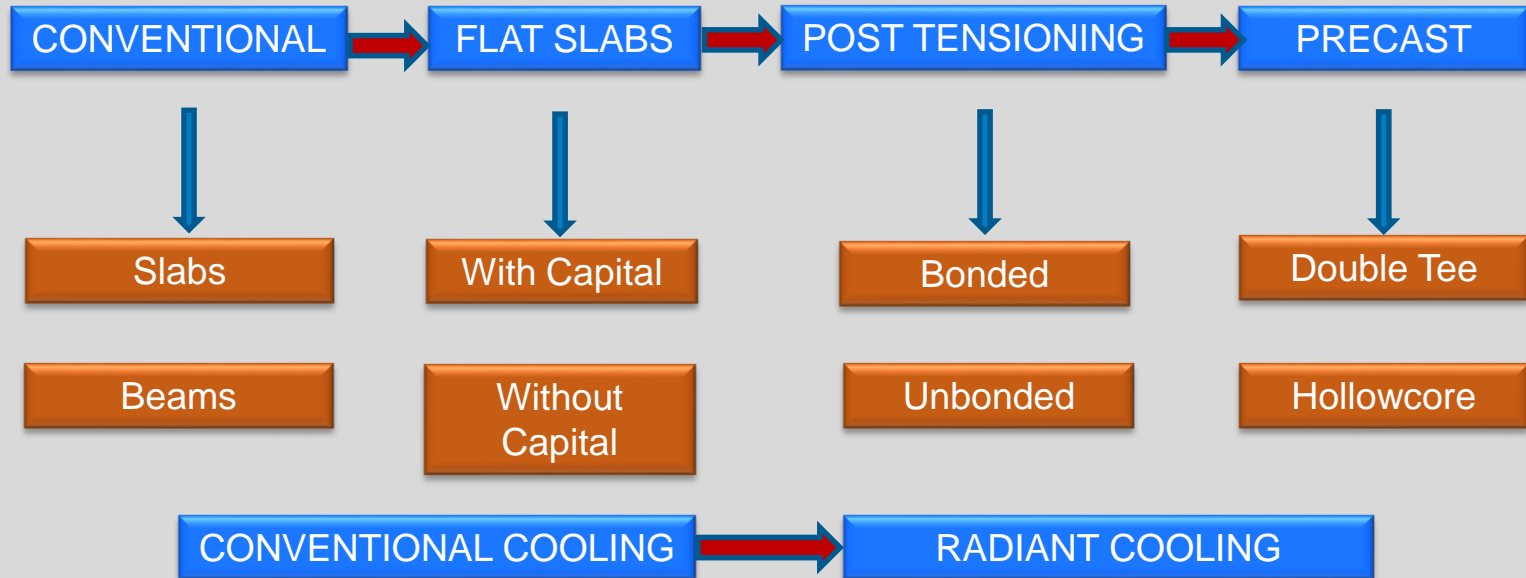 CONVENTIONAL
FLAT SLABS
POST TENSIONING
PRECAST
Slabs
With Capital
Bonded
Double Tee
Beams
Without
Capital
Unbonded
Hollowcore
CONVENTIONAL COOLING
RADIANT COOLING